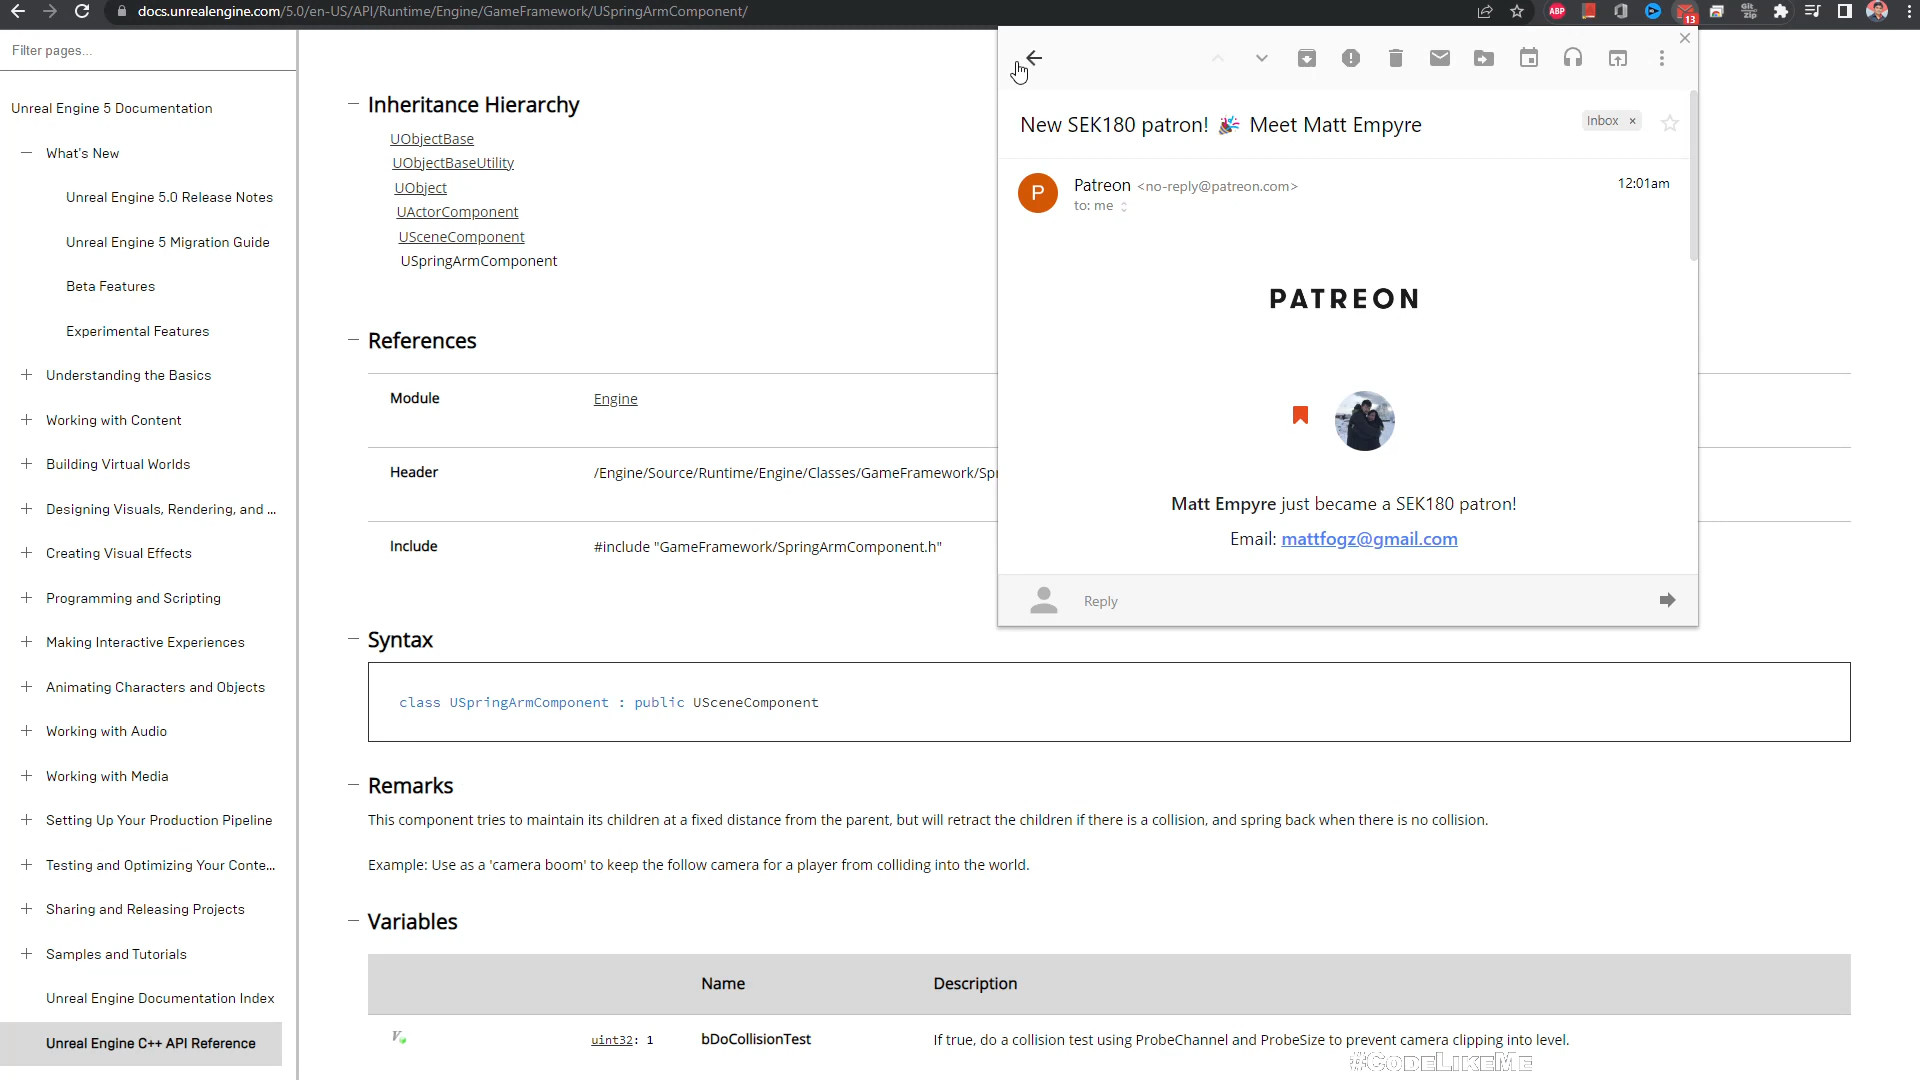 docs.unrealengine.com/5.0/en-US/API/Runtime/Engine/GameFramework/USpringArmComponent/
ABP
13
Git
zip
Filter pages...
Unreal Engine 5 Documentation
What's New
Unreal Engine 5.0 Release Notes
Unreal Engine 5 Migration Guide
Beta Features
Experimental Features
Understanding the Basics
Working with Content
Building Virtual Worlds
Designing Visuals, Rendering, and ...
Creating Visual Effects
Programming and Scripting
Making Interactive Experiences
Animating Characters and Objects
Working with Audio
Working with Media
Setting Up Your Production Pipeline
Testing and Optimizing Your Conte...
Sharing and Releasing Projects
Samples and Tutorials
Unreal Engine Documentation Index
Unreal Engine C++ API Reference
Inheritance Hierarchy
UObjectBase
UObjectBaseUtility
UObject
UActorComponent
USceneComponent
USpringArmComponent
References
Module Engine
Header /Engine/Source/Runtime/Engine/Classes/GameFramework/Spr
Include #include "GameFramework/SpringArmComponent.h"
Syntax
class USpringArmComponent : public USceneComponent
Remarks
This component tries to maintain its children at a fixed distance from the parent, but will retract the children if there is a collision, and spring back when there is no collision.
Example: Use as a 'camera boom' to keep the follow camera for a player from colliding into the world.
Variables
Name Description
uint32: 1 bDoCollisionTest If true, do a collision test using ProbeChannel and ProbeSize to prevent camera clipping into level.
New SEK180 patron! 🎉 Meet Matt Empyre
Inbox ×
P
Patreon <no-reply@patreon.com>
12:01am
to: me
PATREON
Matt Empyre just became a SEK180 patron!
Email: mattfogz@gmail.com
Reply
#CodeLikeMe